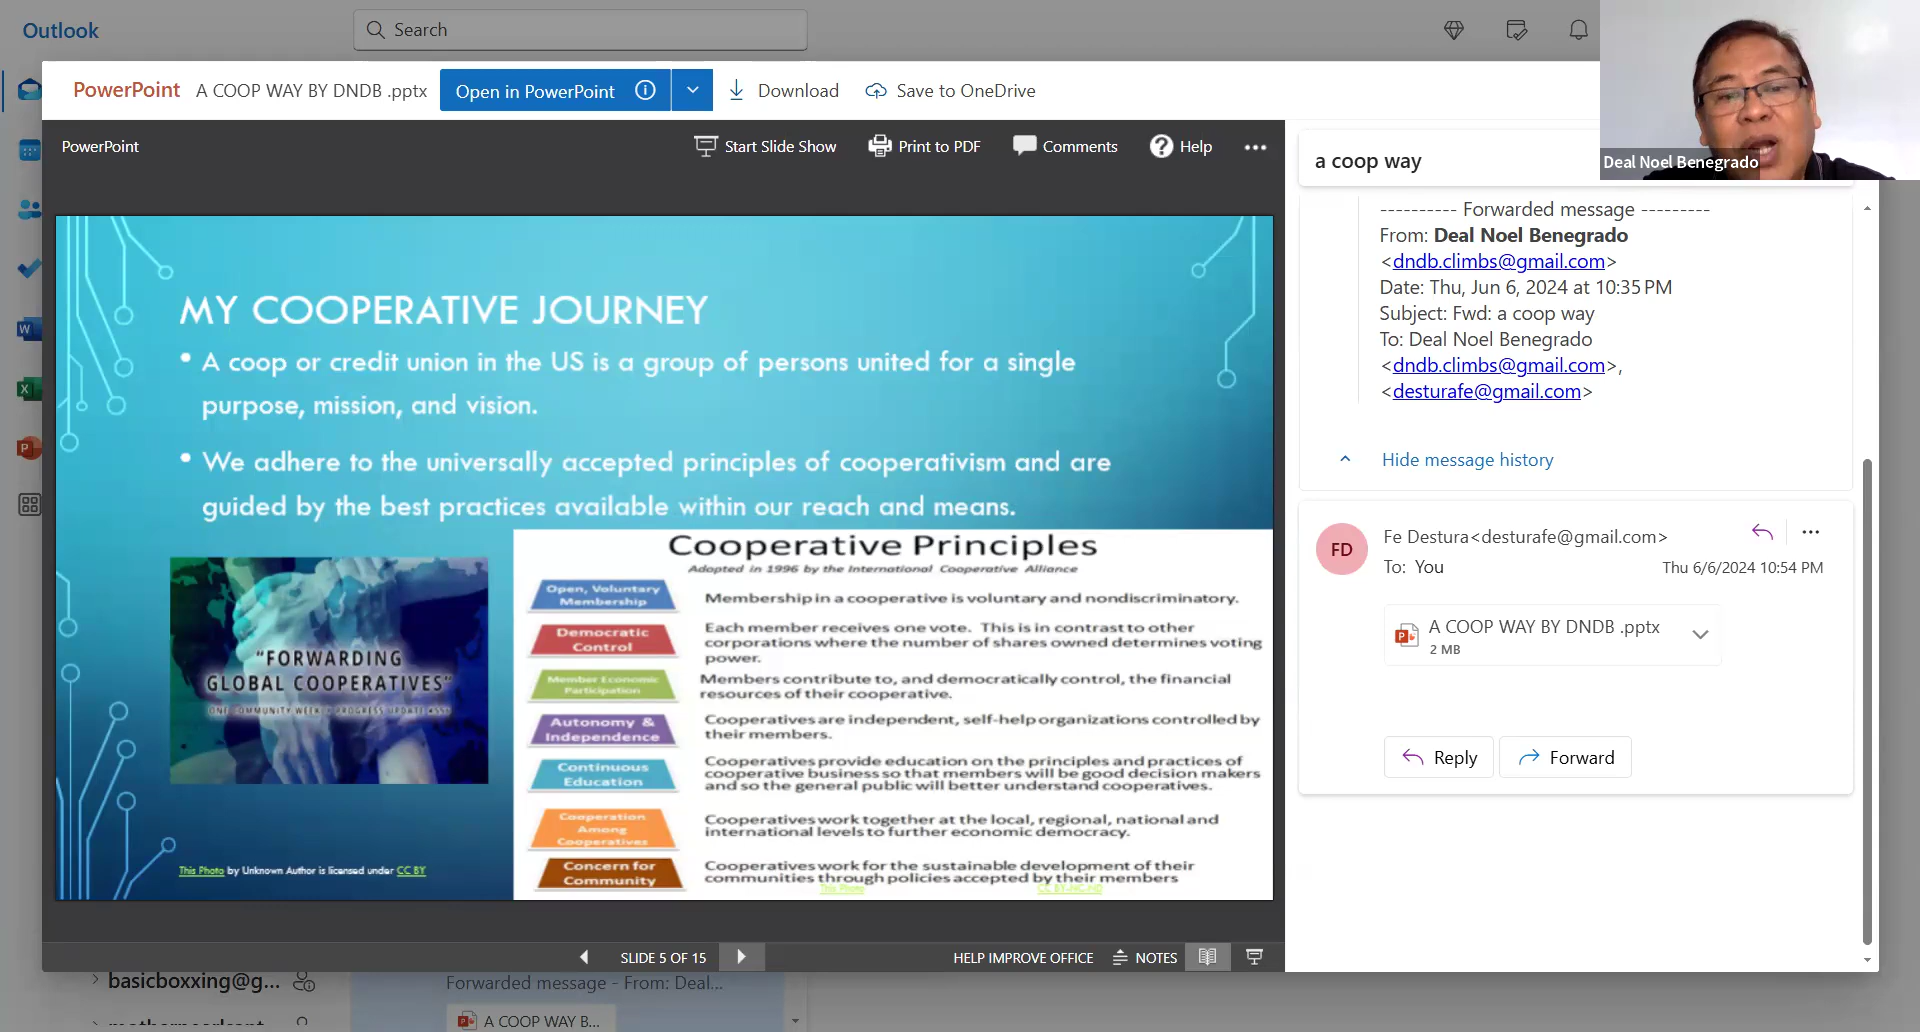 Outlook
Search
PowerPoint
A COOP WAY BY DNDB .pptx
Open in PowerPoint
Download
Save to OneDrive
PowerPoint
Start Slide Show
Print to PDF
Comments
Help
MY COOPERATIVE JOURNEY
• A coop or credit union in the US is a group of persons united for a single
purpose, mission, and vision.
• We adhere to the universally accepted principles of cooperativism and are
guided by the best practices available within our reach and means.
"FORWARDING
GLOBAL COOPERATIVES"
ONE COMMUNITY WEEKLY PROGRESS UPDATE
This Photo by Unknown Author is licensed under CC BY
Cooperative Principles
Adopted in 1996 by the International Cooperative Alliance
Open, Voluntary
Membership
Membership in a cooperative is voluntary and nondiscriminatory.
Democratic
Control
Each member receives one vote. This is in contrast to other
corporations where the number of shares owned determines voting
power.
Member Economic
Participation
Members contribute to, and democratically control, the financial
resources of their cooperative.
Autonomy &
Independence
Cooperatives are independent, self-help organizations controlled by
their members.
Continuous
Education
Cooperatives provide education on the principles and practices of
cooperative business so that members will be good decision makers
and so the general public will better understand cooperatives.
Cooperation
Among
Cooperatives
Cooperatives work together at the local, regional, national and
international levels to further economic democracy.
Concern for
Community
Cooperatives work for the sustainable development of their
communities through policies accepted by their members
This Photo
CC BY-NC-ND
SLIDE 5 OF 15
HELP IMPROVE OFFICE
NOTES
a coop way
Deal Noel Benegrado
---------- Forwarded message ---------
From: Deal Noel Benegrado
<dndb.climbs@gmail.com>
Date: Thu, Jun 6, 2024 at 10:35 PM
Subject: Fwd: a coop way
To: Deal Noel Benegrado
<dndb.climbs@gmail.com>,
<desturafe@gmail.com>
Hide message history
FD
Fe Destura<desturafe@gmail.com>
To: You
Thu 6/6/2024 10:54 PM
A COOP WAY BY DNDB .pptx
2 MB
Reply
Forward
basicboxxing@g...
Forwarded message - From: Deal...
A COOP WAY B...